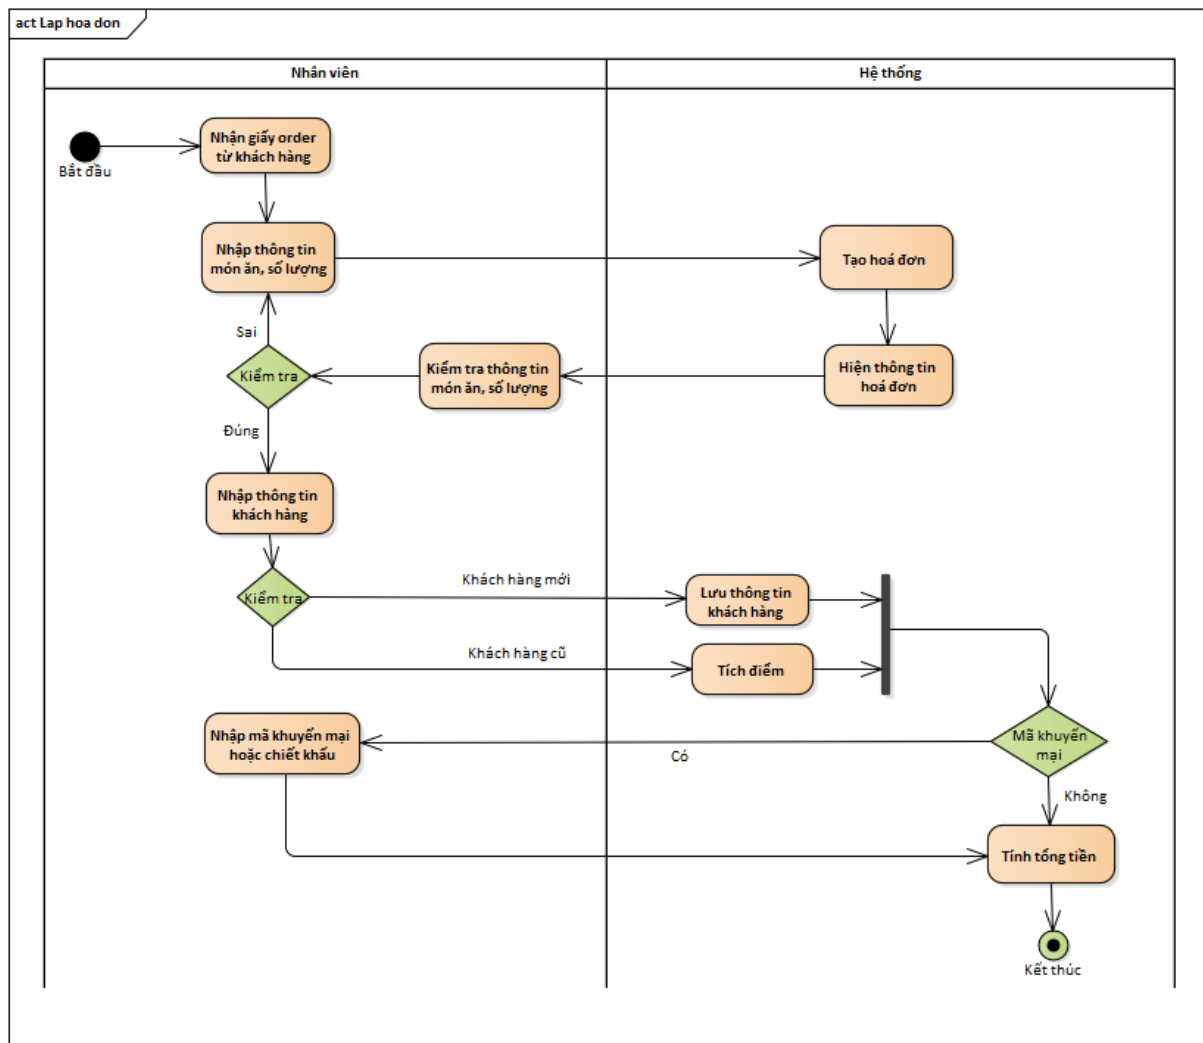 act Lap hoa don
Nhân viên
Hệ thống
Nhận giấy order
từ khách hàng
Bắt đầu
Nhập thông tin
món ăn, số lượng
Tạo hoá đơn
Sai
Kiểm tra
Kiểm tra thông tin
món ăn, số lượng
Hiện thông tin
hoá đơn
Đúng
Nhập thông tin
khách hàng
Khách hàng mới
Kiểm tra
Lưu thông tin
khách hàng
Khách hàng cũ
Tích điểm
Nhập mã khuyến mại
hoặc chiết khấu
Có
Mã khuyến
mại
Không
Tính tổng tiền
Kết thúc